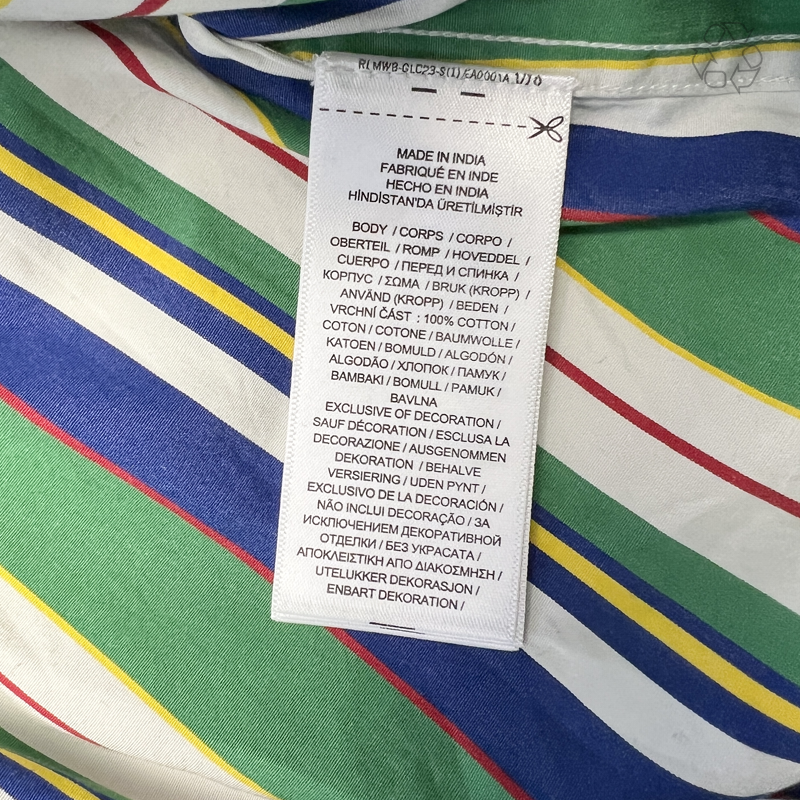 RLMWB-GLC23-S(1)/EA0001A 1/10
MADE IN INDIA
FABRIQUÉ EN INDE
HECHO EN INDIA
HİNDİSTAN'DA ÜRETİLMİŞTİR
BODY / CORPS / CORPO /
OBERTEIL / ROMP / HOVEDDEL /
CUERPO / ПЕРЕД И СПИНКА /
КОРПУС / ΣΩΜΑ / BRUK (KROPP) /
ANVÄND (KROPP) / BEDEN /
VRCHNÍ ČÁST : 100% COTTON /
COTON / COTONE / BAUMWOLLE /
KATOEN / BOMULD / ALGODÓN /
ALGODÃO / ХЛОПОК / ПАМУК /
BAMBAKI / BOMULL / PAMUK /
BAVLNA
EXCLUSIVE OF DECORATION /
SAUF DÉCORATION / ESCLUSA LA
DECORAZIONE / AUSGENOMMEN
DEKORATION / BEHALVE
VERSIERING / UDEN PYNT /
EXCLUSIVO DE LA DECORACIÓN /
NÃO INCLUI DECORAÇÃO / ЗА
ИСКЛЮЧЕНИЕМ ДЕКОРАТИВНОЙ
ОТДЕЛКИ / БЕЗ УКРАСАТА /
ΑΠΟΚΛΕΙΣΤΙΚΗ ΑΠΟ ΔΙΑΚΟΣΜΗΣΗ /
UTELUKKER DEKORASJON /
ENBART DEKORATION /